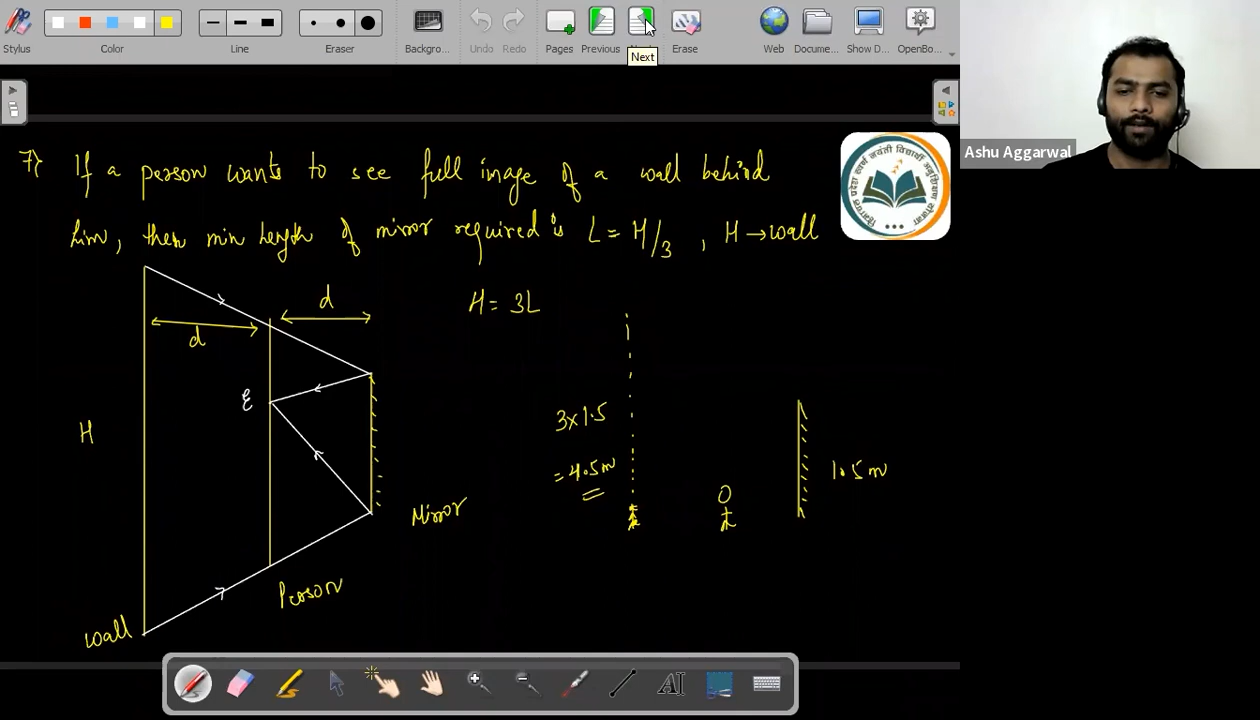 Stylus
Color
Line
Eraser
Backgro...
Undo
Redo
Pages
Previous
Erase
Web
Docume...
Show D...
OpenBo...
Next
Ashu Aggarwal
7) If a person wants to see full image of a wall behind
him, then min length of mirror required is L = H/3 , H → wall
H = 3L
d
d
E
H
3×1.5
= 4.5m
1.5 m
Mirror
Person
wall
AI